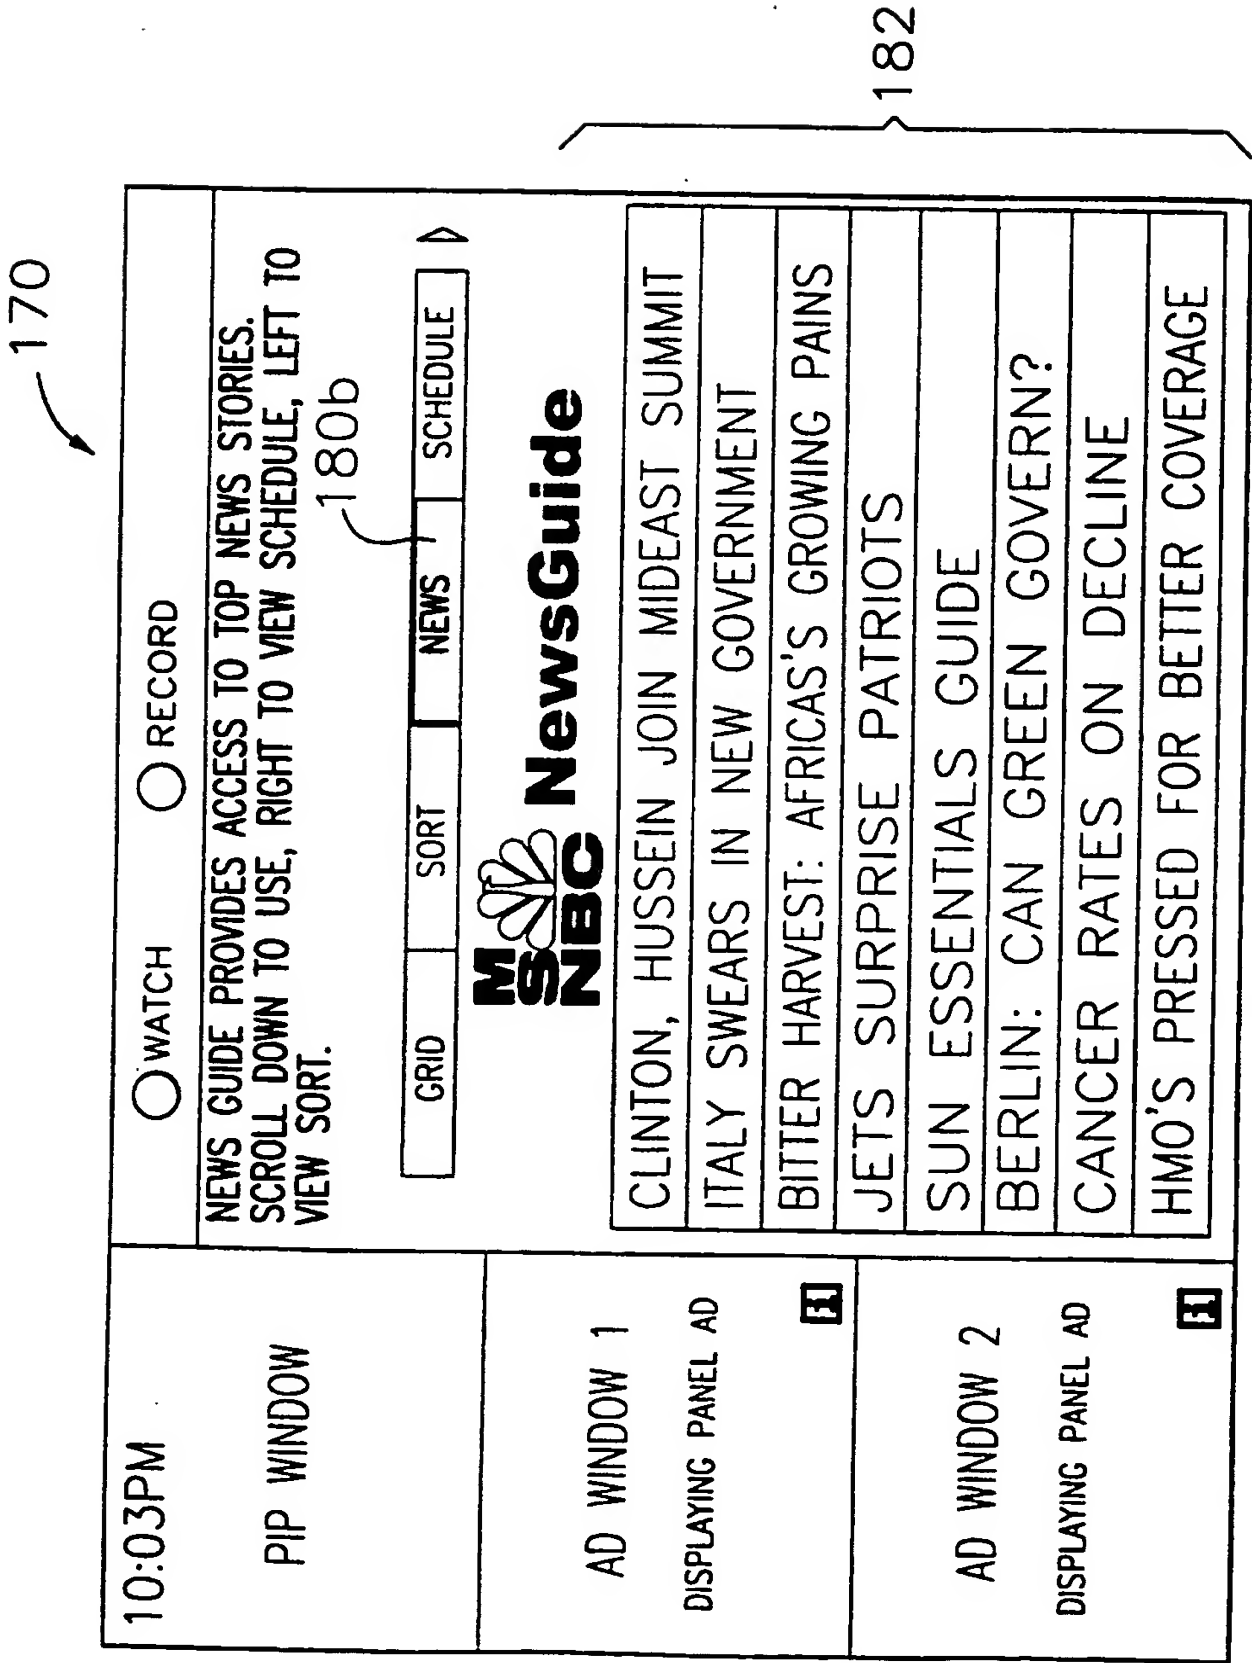 170
10:03PM
WATCH RECORD
PIP WINDOW
NEWS GUIDE PROVIDES ACCESS TO TOP NEWS STORIES.
SCROLL DOWN TO USE, RIGHT TO VIEW SCHEDULE, LEFT TO
VIEW SORT.
180b
GRID SORT NEWS SCHEDULE
MSNBC NewsGuide
AD WINDOW 1
DISPLAYING PANEL AD
i
AD WINDOW 2
DISPLAYING PANEL AD
i
CLINTON, HUSSEIN JOIN MIDEAST SUMMIT
ITALY SWEARS IN NEW GOVERNMENT
BITTER HARVEST: AFRICAS'S GROWING PAINS
JETS SURPRISE PATRIOTS
SUN ESSENTIALS GUIDE
BERLIN: CAN GREEN GOVERN?
CANCER RATES ON DECLINE
HMO'S PRESSED FOR BETTER COVERAGE
182